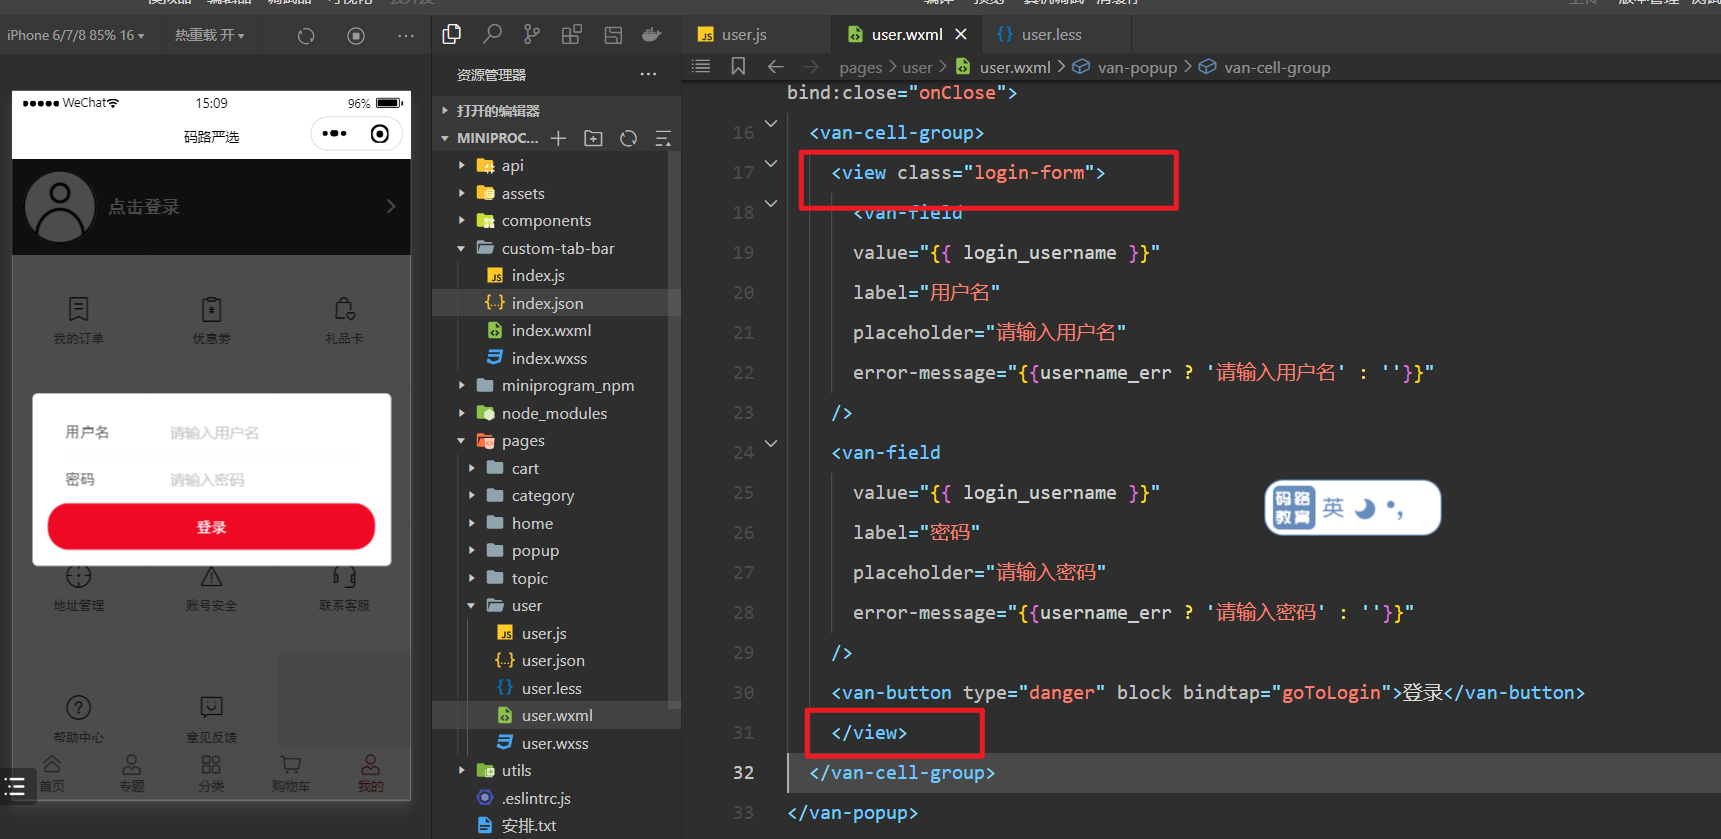 iPhone 6/7/8 85% 16 热重载 开
user.js user.wxml user.less
资源管理器
pages user user.wxml van-popup van-cell-group
WeChat 15:09 96%
码路严选
点击登录
我的订单 优惠劵 礼品卡
用户名 请输入用户名
密码 请输入密码
登录
地址管理 账号安全 联系客服
帮助中心 意见反馈
首页 专题 分类 购物车 我的
打开的编辑器
MINIPROC...
api
assets
components
custom-tab-bar
index.js
index.json
index.wxml
index.wxss
miniprogram_npm
node_modules
pages
cart
category
home
popup
topic
user
user.js
user.json
user.less
user.wxml
user.wxss
utils
.eslintrc.js
安排.txt
bind:close="onClose">
16 <van-cell-group>
17 <view class="login-form">
18 <van-field
19 value="{{ login_username }}"
20 label="用户名"
21 placeholder="请输入用户名"
22 error-message="{{username_err ? '请输入用户名' : ''}}"
23 />
24 <van-field
25 value="{{ login_username }}"
26 label="密码"
27 placeholder="请输入密码"
28 error-message="{{username_err ? '请输入密码' : ''}}"
29 />
30 <van-button type="danger" block bindtap="goToLogin">登录</van-button>
31 </view>
32 </van-cell-group>
33 </van-popup>
码路
教育
英